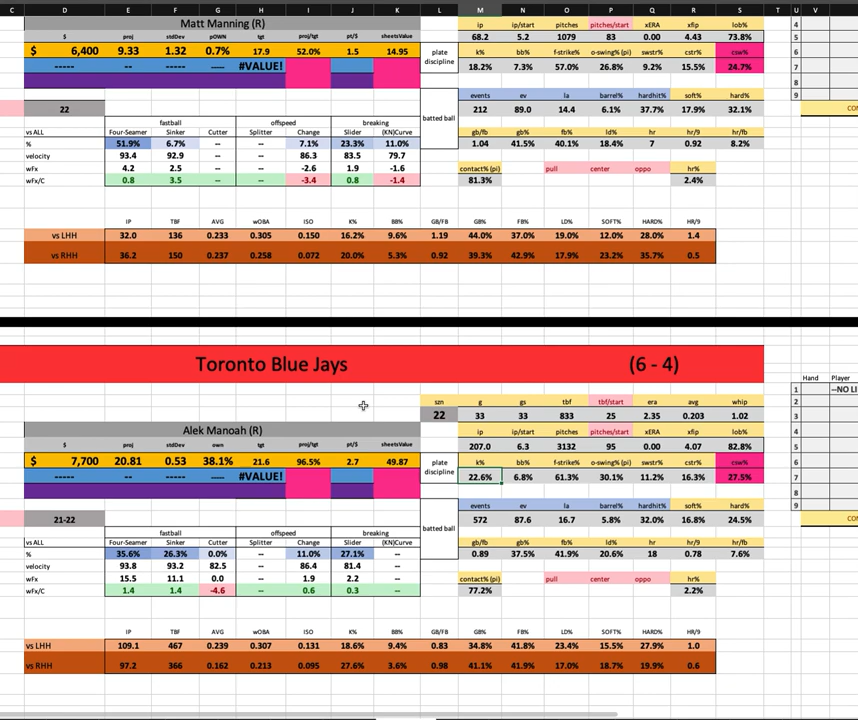 C D E F G H I J K L M N O P Q R S T U V
Matt Manning (R) ip ip/start pitches pitches/start xERA xfip lob% 4
$ proj stdDev pOWN tgt proj/tgt pt/$ sheetsValue 68.2 5.2 1079 83 0.00 4.43 73.8% 5
$ 6,400 9.33 1.32 0.7% 17.9 52.0% 1.5 14.95 plate discipline k% bb% f-strike% o-swing% (pi) swstr% cstr% csw% 6
----- -- ----- ---- #VALUE! 18.2% 7.3% 57.0% 26.8% 9.2% 15.5% 24.7% 7
8
events ev la barrel% hardhit% soft% hard% 9
22 212 89.0 14.4 6.1% 37.7% 17.9% 32.1% CO
fastball offspeed breaking batted ball
vs ALL Four-Seamer Sinker Cutter Splitter Change Slider (KN)Curve gb/fb gb% fb% ld% hr hr/9 hr/fb
% 51.9% 6.7% -- -- 7.1% 23.3% 11.0% 1.04 41.5% 40.1% 18.4% 7 0.92 8.2%
velocity 93.4 92.9 -- -- 86.3 83.5 79.7
wFx 4.2 2.5 -- -- -2.6 1.9 -1.6 contact% (pi) pull center oppo hr%
wFx/C 0.8 3.5 -- -- -3.4 0.8 -1.4 81.3% 2.4%
IP TBF AVG wOBA ISO K% BB% GB/FB GB% FB% LD% SOFT% HARD% HR/9
vs LHH 32.0 136 0.233 0.305 0.150 16.2% 9.6% 1.19 44.0% 37.0% 19.0% 12.0% 28.0% 1.4
vs RHH 36.2 150 0.237 0.258 0.072 20.0% 5.3% 0.92 39.3% 42.9% 17.9% 23.2% 35.7% 0.5
Toronto Blue Jays (6 - 4)
Hand Player
1 --NO LI
szn g gs tbf tbf/start era avg whip 2
22 33 33 833 25 2.35 0.203 1.02 3
Alek Manoah (R) ip ip/start pitches pitches/start xERA xfip lob% 4
$ proj stdDev own tgt proj/tgt pt/$ sheetsValue 207.0 6.3 3132 95 0.00 4.07 82.8% 5
$ 7,700 20.81 0.53 38.1% 21.6 96.5% 2.7 49.87 plate discipline k% bb% f-strike% o-swing% (pi) swstr% cstr% csw% 6
----- -- ----- ---- #VALUE! 22.6% 6.8% 61.3% 30.1% 11.2% 16.3% 27.5% 7
8
events ev la barrel% hardhit% soft% hard% 9
21-22 572 87.6 16.7 5.8% 32.0% 16.8% 24.5% CO
fastball offspeed breaking batted ball
vs ALL Four-Seamer Sinker Cutter Splitter Change Slider (KN)Curve gb/fb gb% fb% ld% hr hr/9 hr/fb
% 35.6% 26.3% 0.0% -- 11.0% 27.1% -- 0.89 37.5% 41.9% 20.6% 18 0.78 7.6%
velocity 93.8 93.2 82.5 -- 86.4 81.4 --
wFx 15.5 11.1 0.0 -- 1.9 2.2 -- contact% (pi) pull center oppo hr%
wFx/C 1.4 1.4 -4.6 -- 0.6 0.3 -- 77.2% 2.2%
IP TBF AVG wOBA ISO K% BB% GB/FB GB% FB% LD% SOFT% HARD% HR/9
vs LHH 109.1 467 0.239 0.307 0.131 18.6% 9.4% 0.83 34.8% 41.8% 23.4% 15.5% 27.9% 1.0
vs RHH 97.2 366 0.162 0.213 0.095 27.6% 3.6% 0.98 41.1% 41.9% 17.0% 18.7% 19.9% 0.6